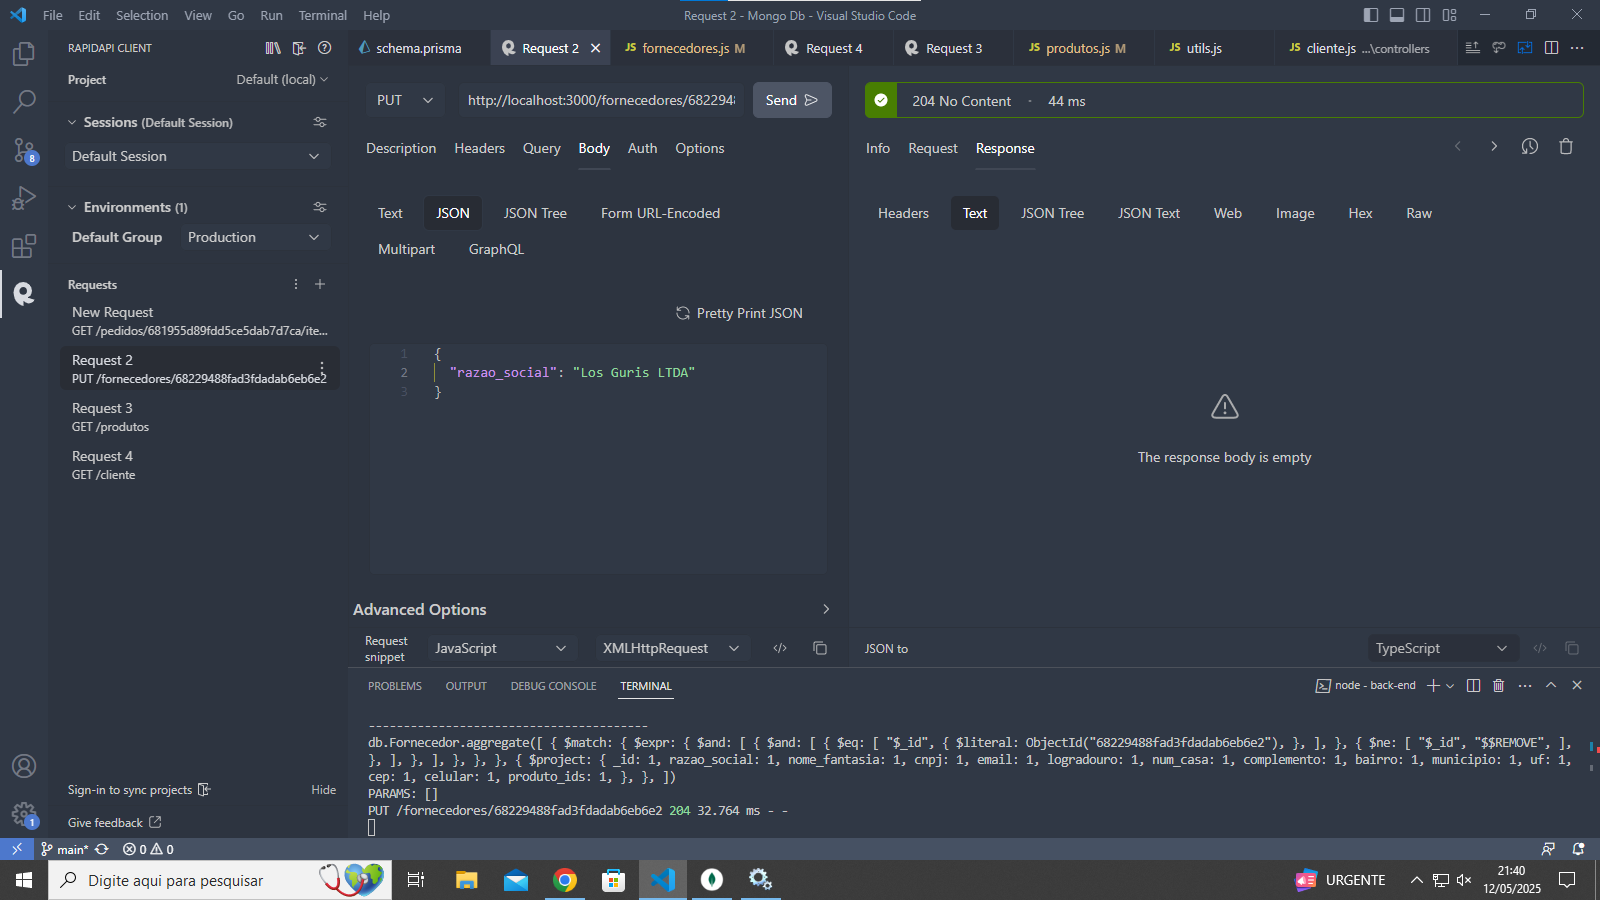 File Edit Selection View Go Run Terminal Help
Request 2 - Mongo Db - Visual Studio Code
RAPIDAPI CLIENT
Project
Default (local)
Sessions (Default Session)
Default Session
Environments (1)
Default Group
Production
Requests
New Request
GET /pedidos/681955d89fdd5ce5dab7d7ca/ite...
Request 2
PUT /fornecedores/68229488fad3fdadab6eb6e2
Request 3
GET /produtos
Request 4
GET /cliente
Sign-in to sync projects
Hide
Give feedback
8
1
schema.prisma
Request 2
JS fornecedores.js M
Request 4
Request 3
JS produtos.js M
JS utils.js
JS cliente.js ...\controllers
PUT
http://localhost:3000/fornecedores/682294
Send
Description Headers Query Body Auth Options
Text JSON JSON Tree Form URL-Encoded
Multipart GraphQL
Pretty Print JSON
1 {
2 "razao_social": "Los Guris LTDA"
3 }
Advanced Options
Request
snippet
JavaScript
XMLHttpRequest
204 No Content - 44 ms
Info Request Response
Headers Text JSON Tree JSON Text Web Image Hex Raw
The response body is empty
JSON to
TypeScript
PROBLEMS OUTPUT DEBUG CONSOLE TERMINAL
node - back-end
----------------------------------------
db.Fornecedor.aggregate([ { $match: { $expr: { $and: [ { $and: [ { $eq: [ "$_id", { $literal: ObjectId("68229488fad3fdadab6eb6e2"), }, ], }, { $ne: [ "$_id", "$$REMOVE", ],
}, ], }, ], }, }, }, { $project: { _id: 1, razao_social: 1, nome_fantasia: 1, cnpj: 1, email: 1, logradouro: 1, num_casa: 1, complemento: 1, bairro: 1, municipio: 1, uf: 1,
cep: 1, celular: 1, produto_ids: 1, }, }, ])
PARAMS: []
PUT /fornecedores/68229488fad3fdadab6eb6e2 204 32.764 ms - -
main*
0 0
Digite aqui para pesquisar
URGENTE
21:40
12/05/2025